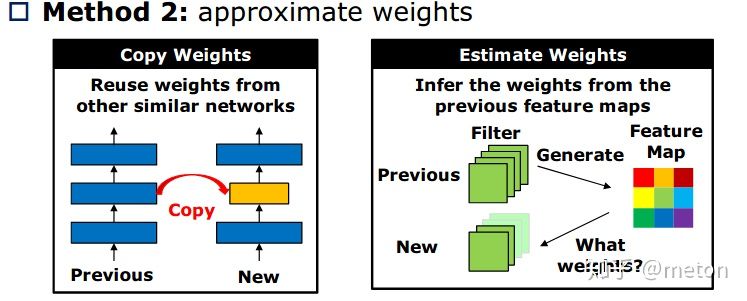 Method 2: approximate weights
Copy Weights
Reuse weights from
other similar networks
Copy
Previous
New
Estimate Weights
Infer the weights from the
previous feature maps
Filter
Feature
Map
Previous
Generate
New
What
weights?
知乎 @meton